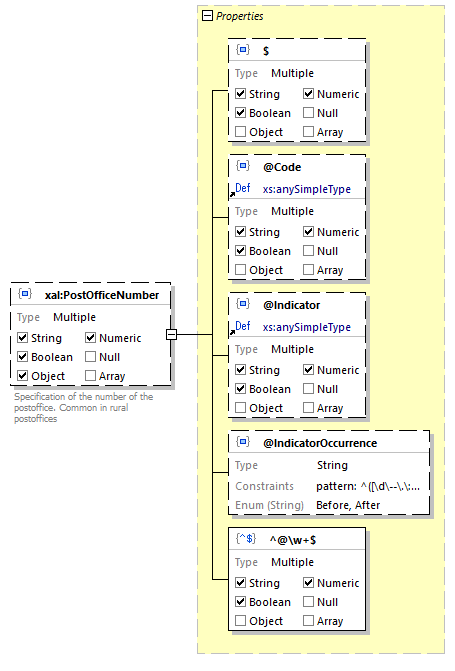 Properties
$
Type Multiple
String Numeric
Boolean Null
Object Array
@Code
Def xs:anySimpleType
Type Multiple
String Numeric
Boolean Null
Object Array
xal:PostOfficeNumber
Type Multiple
String Numeric
Boolean Null
Object Array
Specification of the number of the
postoffice. Common in rural
postoffices
@Indicator
Def xs:anySimpleType
Type Multiple
String Numeric
Boolean Null
Object Array
@IndicatorOccurrence
Type String
Constraints pattern: ^([\d\--\.\:...
Enum (String) Before, After
{^$} ^@\w+$
Type Multiple
String Numeric
Boolean Null
Object Array